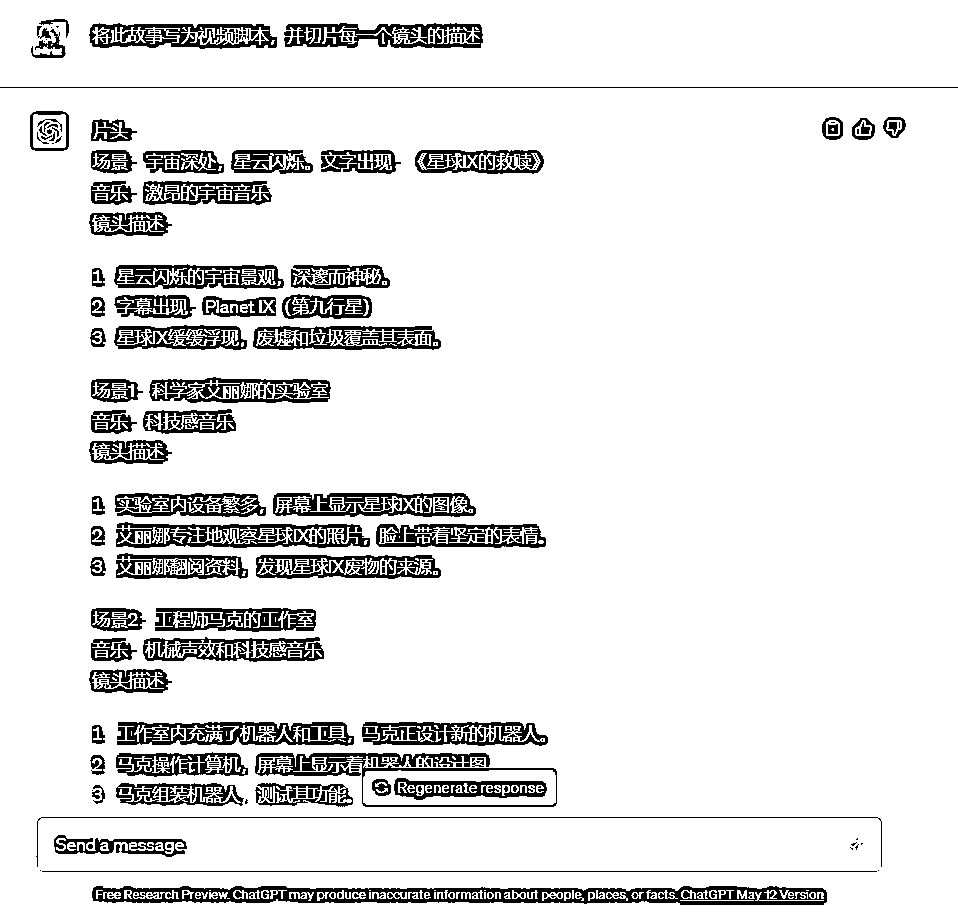 将此故事写为视频脚本，并切片每一个镜头的描述
片头-
场景- 宇宙深处，星云闪烁。文字出现- 《星球IX的救赎》
音乐- 激昂的宇宙音乐
镜头描述-
1 星云闪烁的宇宙景观，深邃而神秘。
2 字幕出现- Planet IX（第九行星）
3 星球IX缓缓浮现，废墟和垃圾覆盖其表面。
场景1- 科学家艾丽娜的实验室
音乐- 科技感音乐
镜头描述-
1 实验室内设备繁多，屏幕上显示星球IX的图像。
2 艾丽娜专注地观察星球IX的照片，脸上带着坚定的表情。
3 艾丽娜翻阅资料，发现星球IX废物的来源。
场景2- 工程师马克的工作室
音乐- 机械声效和科技感音乐
镜头描述-
1 工作室内充满了机器人和工具，马克正设计新的机器人。
2 马克操作计算机，屏幕上显示着机器人的设计图
3 马克组装机器人，测试其功能。
Regenerate response
Send a message
Free Research Preview. ChatGPT may produce inaccurate information about people, places, or facts. ChatGPT May 12 Version